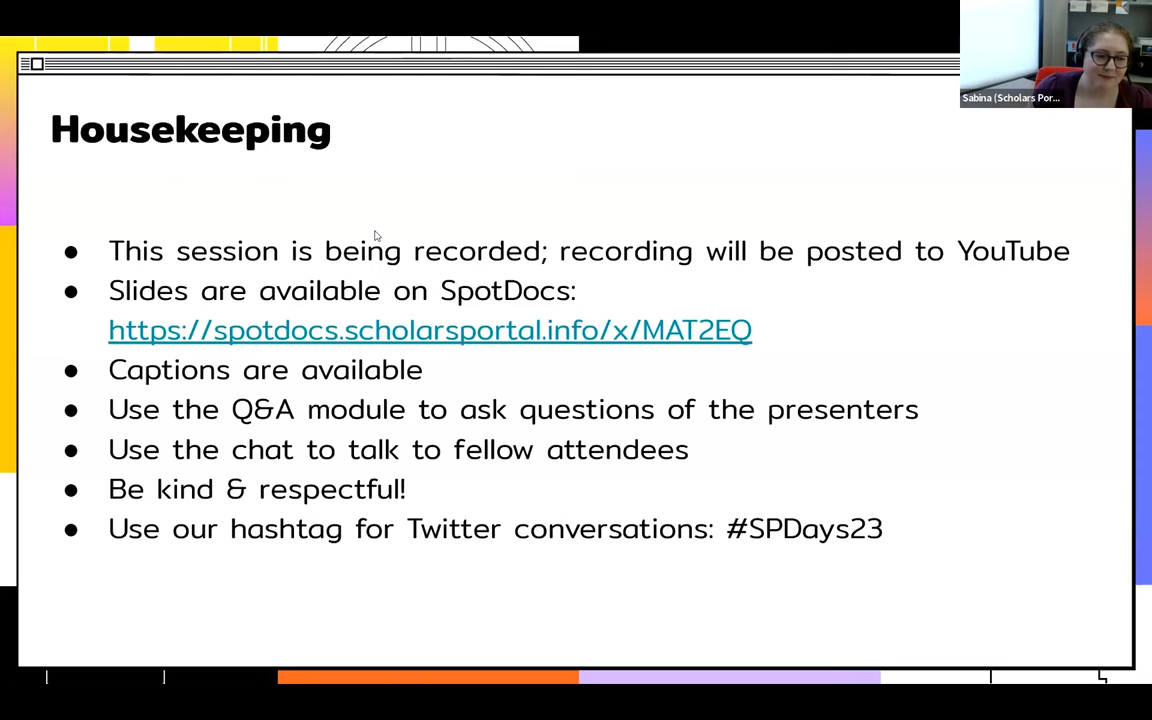 Sabina (Scholars Por...
Housekeeping
● This session is being recorded; recording will be posted to YouTube
● Slides are available on SpotDocs:
https://spotdocs.scholarsportal.info/x/MAT2EQ
● Captions are available
● Use the Q&A module to ask questions of the presenters
● Use the chat to talk to fellow attendees
● Be kind & respectful!
● Use our hashtag for Twitter conversations: #SPDays23